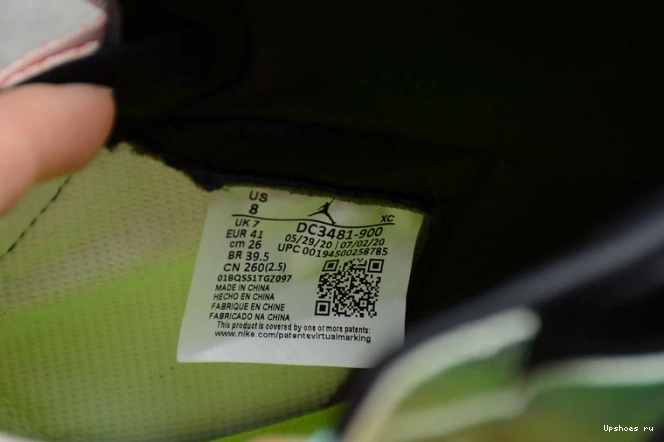 US
8
XC
UK 7
EUR 41
cm 26
BR 39.5
CN 260(2.5)
DC3481-900
05/29/20 | 07/02/20
UPC 00194500258785
01BQS51TGZ097
MADE IN CHINA
HECHO EN CHINA
FABRIQUE EN CHINE
FABRICADO NA CHINA
This product is covered by one or more patents:
www.nike.com/patentsvirtualmarking
Upshoes ru